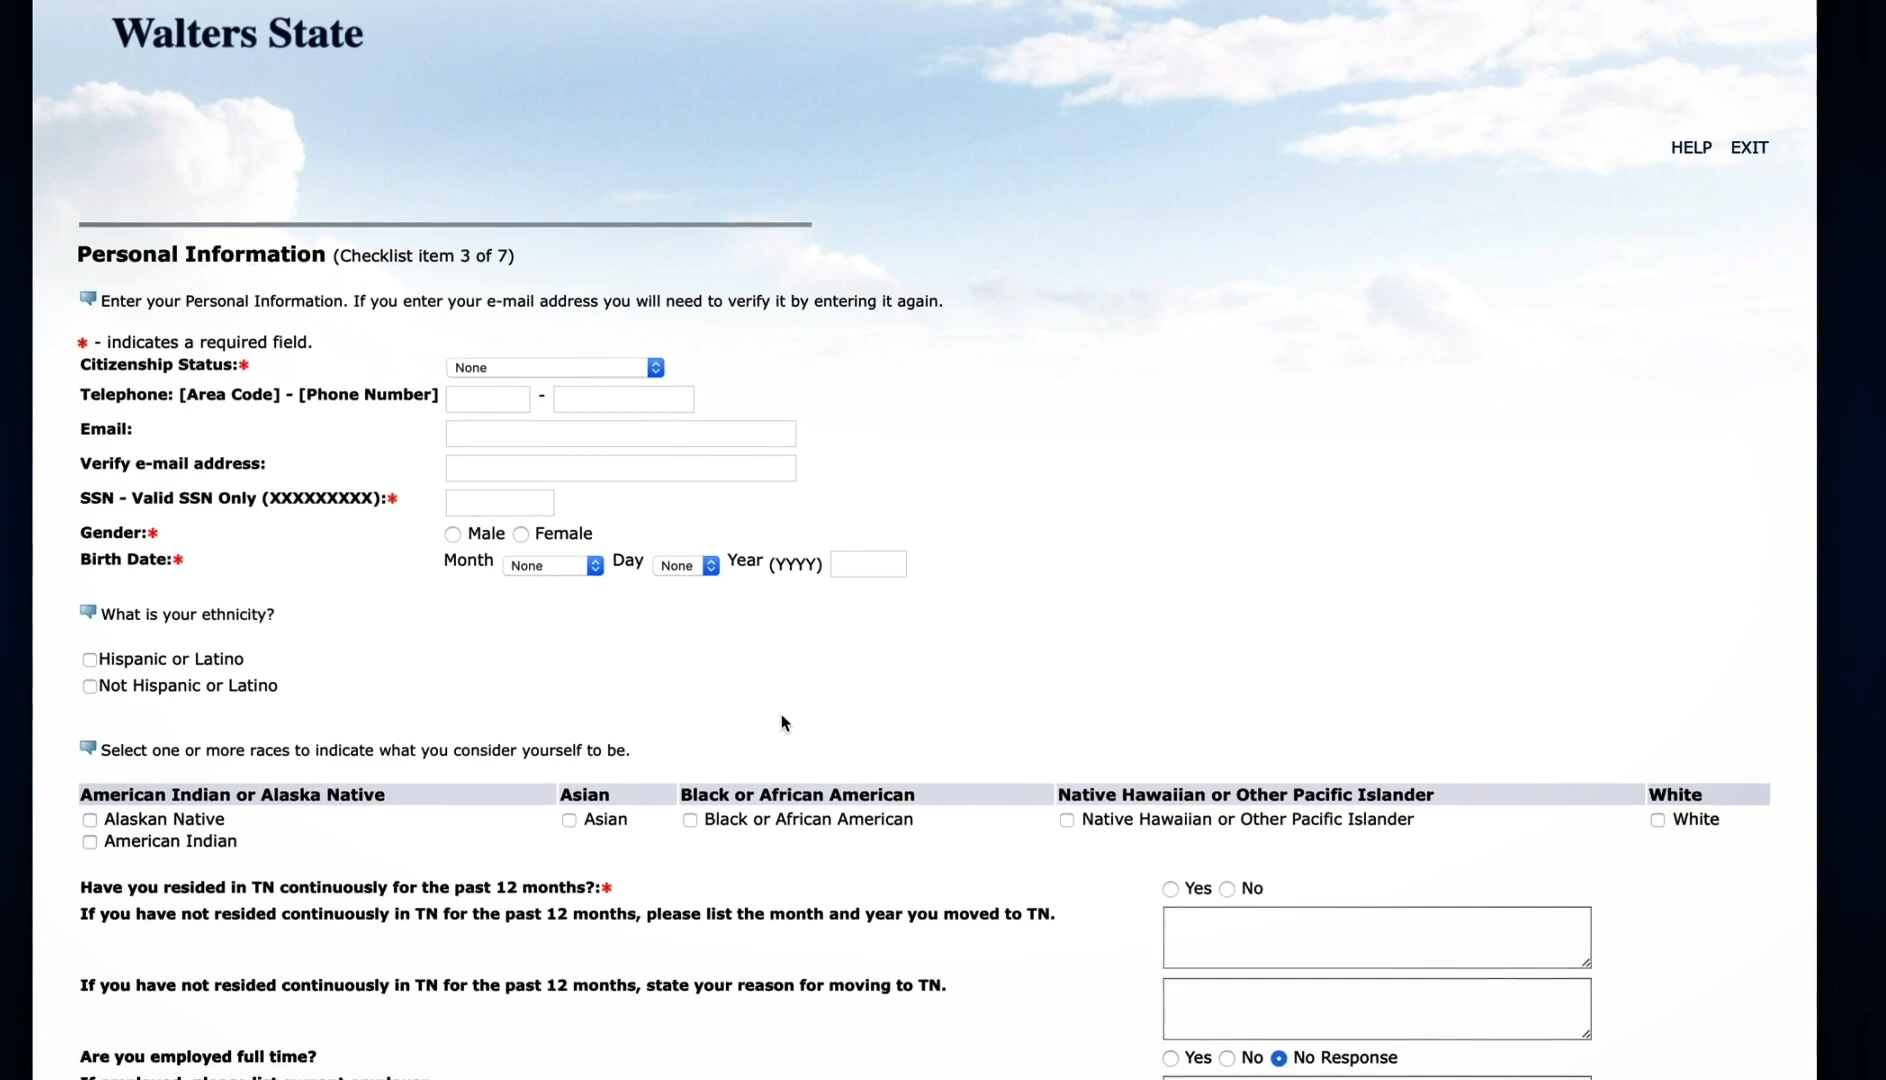 Walters State
HELP EXIT
Personal Information (Checklist item 3 of 7)
Enter your Personal Information. If you enter your e-mail address you will need to verify it by entering it again.
* - indicates a required field.
Citizenship Status:* None
Telephone: [Area Code] - [Phone Number] -
Email:
Verify e-mail address:
SSN - Valid SSN Only (XXXXXXXXX):*
Gender:* Male Female
Birth Date:* Month None Day None Year (YYYY)
What is your ethnicity?
Hispanic or Latino
Not Hispanic or Latino
Select one or more races to indicate what you consider yourself to be.
American Indian or Alaska Native Asian Black or African American Native Hawaiian or Other Pacific Islander White
Alaskan Native Asian Black or African American Native Hawaiian or Other Pacific Islander White
American Indian
Have you resided in TN continuously for the past 12 months?:* Yes No
If you have not resided continuously in TN for the past 12 months, please list the month and year you moved to TN.
If you have not resided continuously in TN for the past 12 months, state your reason for moving to TN.
Are you employed full time? Yes No No Response